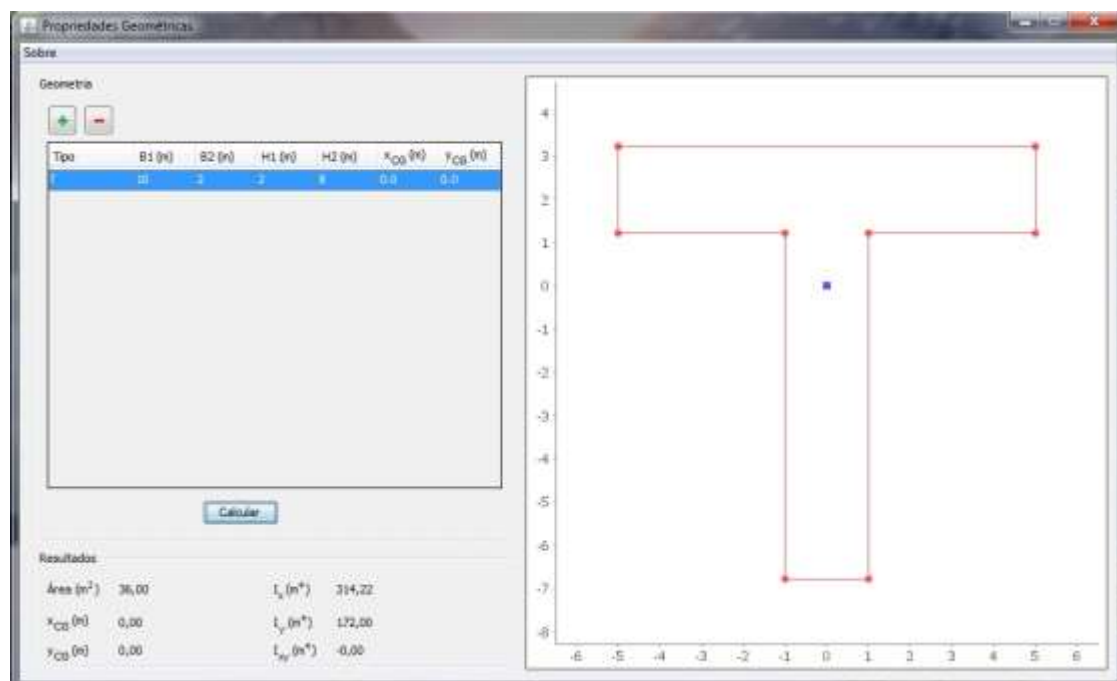 Propriedades Geométricas
Sobre
Geometria
Tipo B1 (m) B2 (m) H1 (m) H2 (m) xCG (m) yCG (m)
T 10 2 2 8 0.0 0.0
Calcular
Resultados
Área (m²) 36,00 Ix (m⁴) 314,22
xCG (m) 0,00 Iy (m⁴) 172,00
yCG (m) 0,00 Ixy (m⁴) -0,00
4
3
2
1
0
-1
-2
-3
-4
-5
-6
-7
-8
-6 -5 -4 -3 -2 -1 0 1 2 3 4 5 6